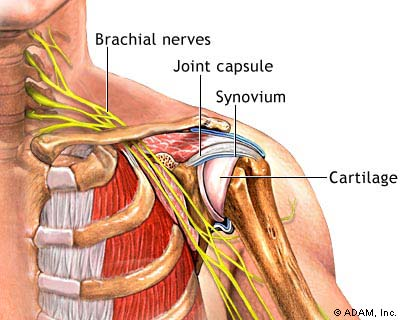 Brachial nerves
Joint capsule
Synovium
Cartilage
© ADAM, Inc.